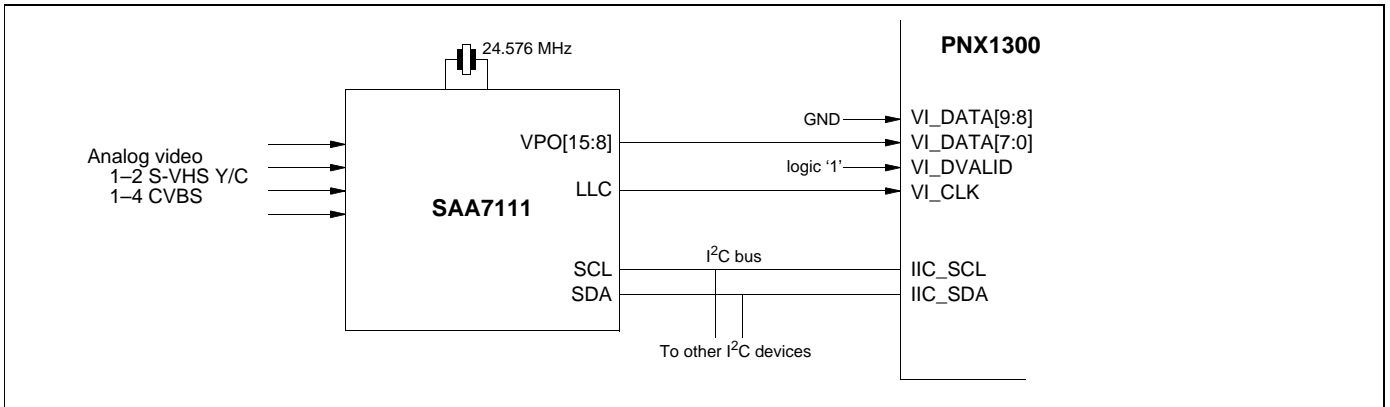 24.576 MHz
PNX1300
Analog video
1–2 S-VHS Y/C
1–4 CVBS
SAA7111
VPO[15:8]
LLC
SCL
SDA
GND
logic ‘1’
I²C bus
To other I²C devices
VI_DATA[9:8]
VI_DATA[7:0]
VI_DVALID
VI_CLK
IIC_SCL
IIC_SDA